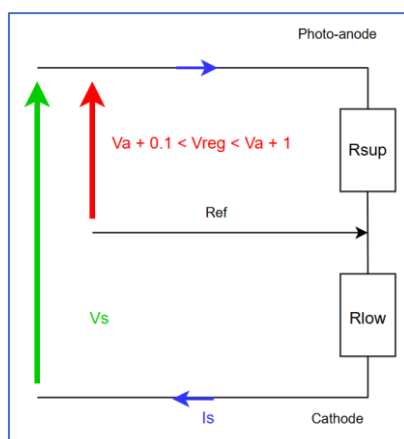 Photo-anode
Va + 0.1 < Vreg < Va + 1
Rsup
Ref
Vs
Rlow
Is
Cathode